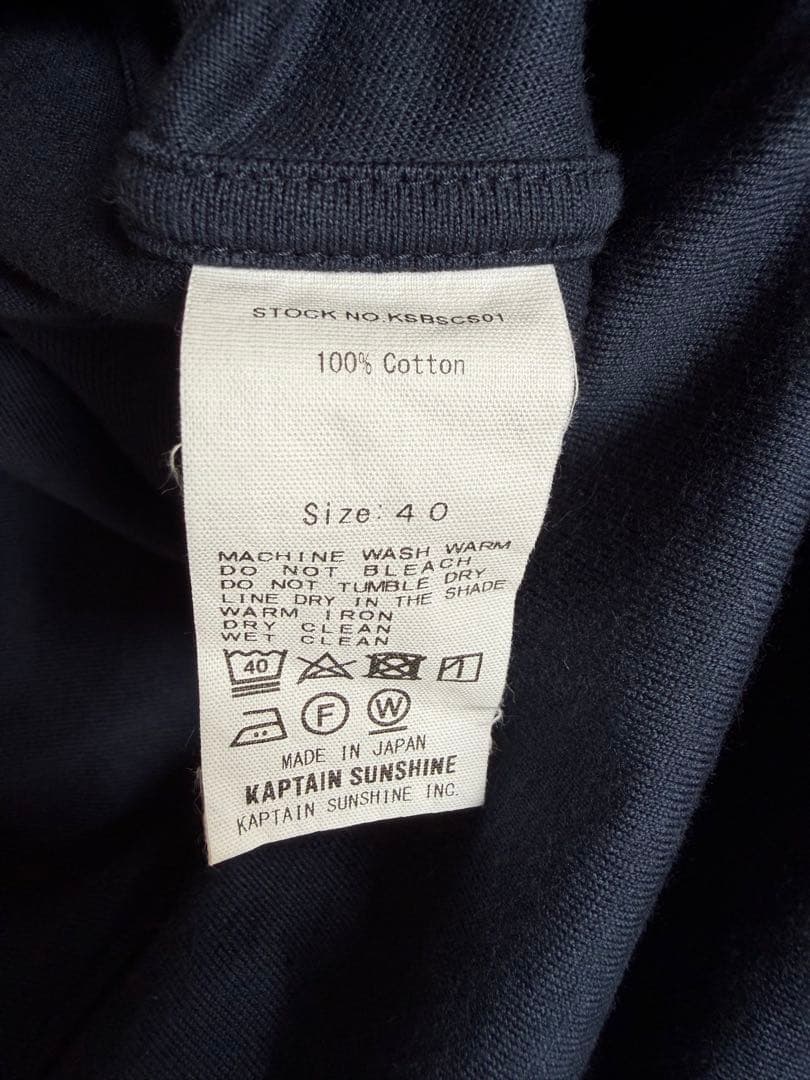 STOCK NO.KSBSCS01
100% Cotton
Size: 40
MACHINE WASH WARM
DO NOT BLEACH
DO NOT TUMBLE DRY
LINE DRY IN THE SHADE
WARM IRON
DRY CLEAN
WET CLEAN
40
F W
MADE IN JAPAN
KAPTAIN SUNSHINE
KAPTAIN SUNSHINE INC.